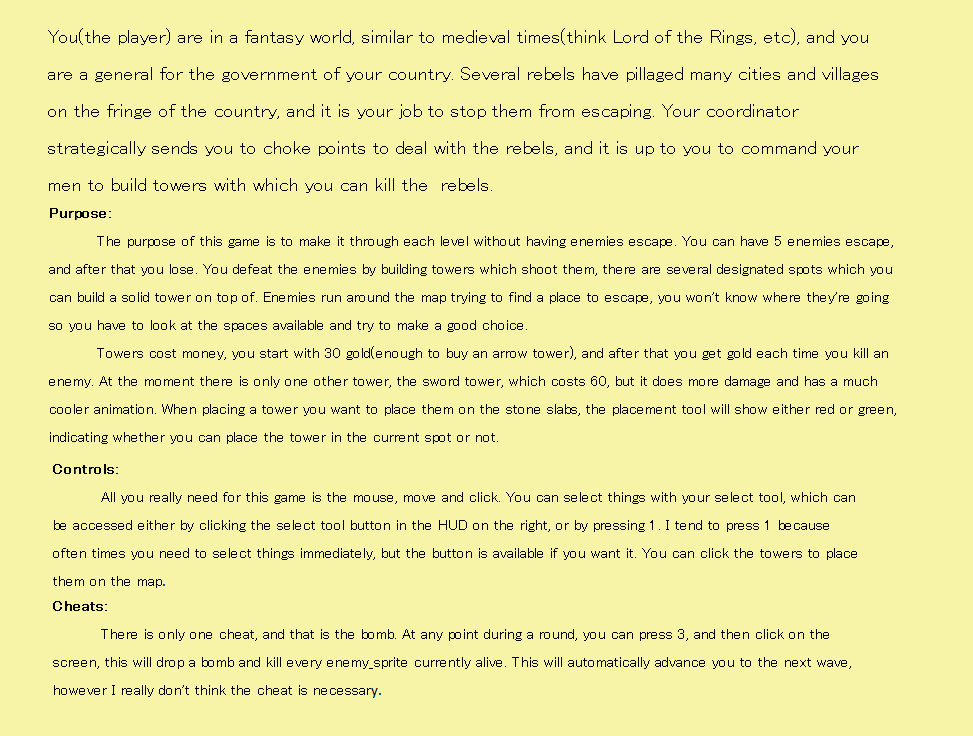 You(the player) are in a fantasy world, similar to medieval times(think Lord of the Rings, etc), and you
are a general for the government of your country. Several rebels have pillaged many cities and villages
on the fringe of the country, and it is your job to stop them from escaping. Your coordinator
strategically sends you to choke points to deal with the rebels, and it is up to you to command your
men to build towers with which you can kill the  rebels.
Purpose:
The purpose of this game is to make it through each level without having enemies escape. You can have 5 enemies escape,
and after that you lose. You defeat the enemies by building towers which shoot them, there are several designated spots which you
can build a solid tower on top of. Enemies run around the map trying to find a place to escape, you won't know where they're going
so you have to look at the spaces available and try to make a good choice.
Towers cost money, you start with 30 gold(enough to buy an arrow tower), and after that you get gold each time you kill an
enemy. At the moment there is only one other tower, the sword tower, which costs 60, but it does more damage and has a much
cooler animation. When placing a tower you want to place them on the stone slabs, the placement tool will show either red or green,
indicating whether you can place the tower in the current spot or not.
Controls:
All you really need for this game is the mouse, move and click. You can select things with your select tool, which can
be accessed either by clicking the select tool button in the HUD on the right, or by pressing 1. I tend to press 1 because
often times you need to select things immediately, but the button is available if you want it. You can click the towers to place
them on the map.
Cheats:
There is only one cheat, and that is the bomb. At any point during a round, you can press 3, and then click on the
screen, this will drop a bomb and kill every enemy_sprite currently alive. This will automatically advance you to the next wave,
however I really don't think the cheat is necessary.